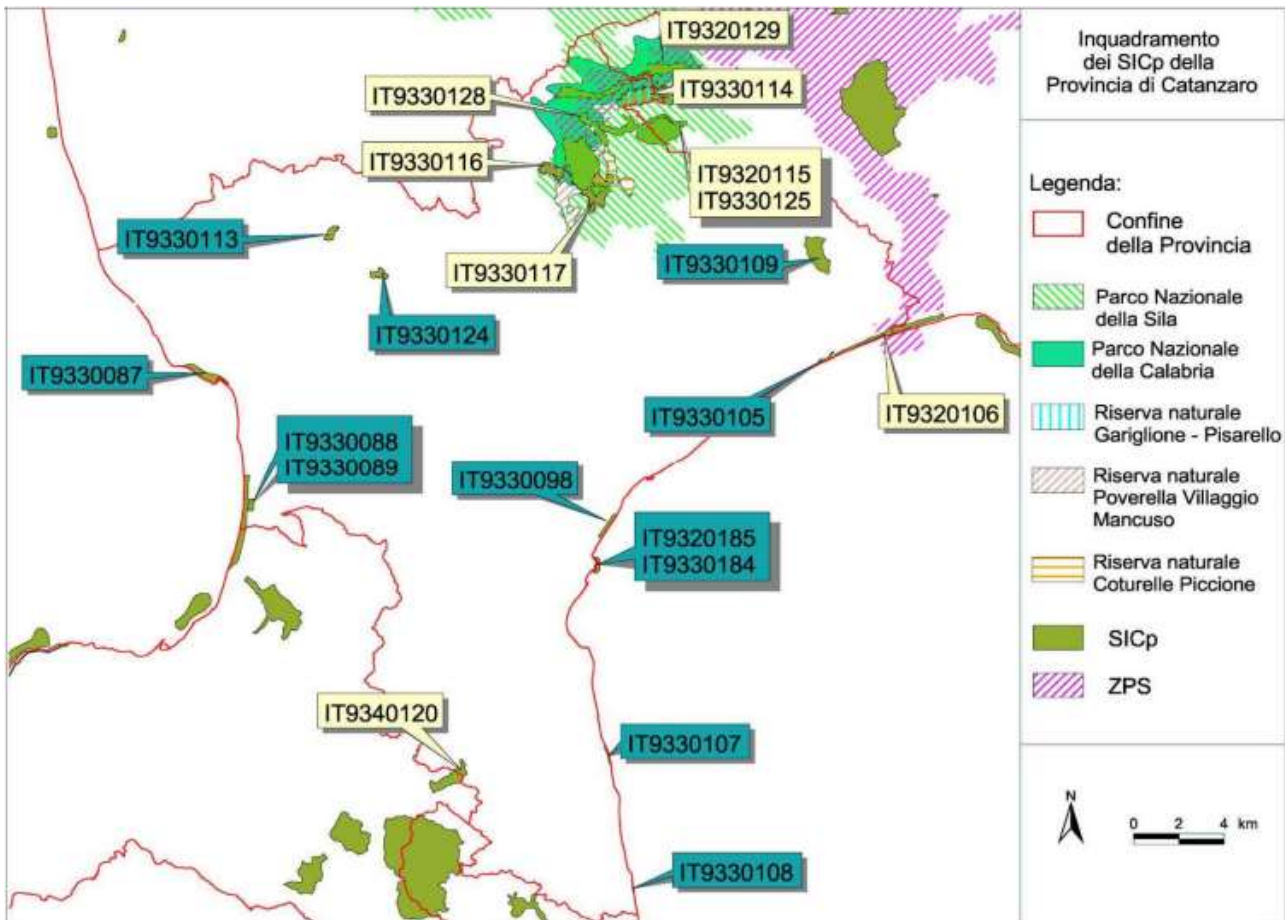 IT9320129
IT9330128
IT9330114
IT9330116
IT9320115
IT9330125
IT9330113
IT9330117
IT9330109
IT9330124
IT9330087
IT9330105
IT9320106
IT9330088
IT9330089
IT9330098
IT9320185
IT9330184
IT9340120
IT9330107
IT9330108
Inquadramento
dei SICp della
Provincia di Catanzaro
Legenda:
Confine
della Provincia
Parco Nazionale
della Sila
Parco Nazionale
della Calabria
Riserva naturale
Gariglione - Pisarello
Riserva naturale
Poverella Villaggio
Mancuso
Riserva naturale
Coturelle Piccione
SICp
ZPS
N
0 2 4 km